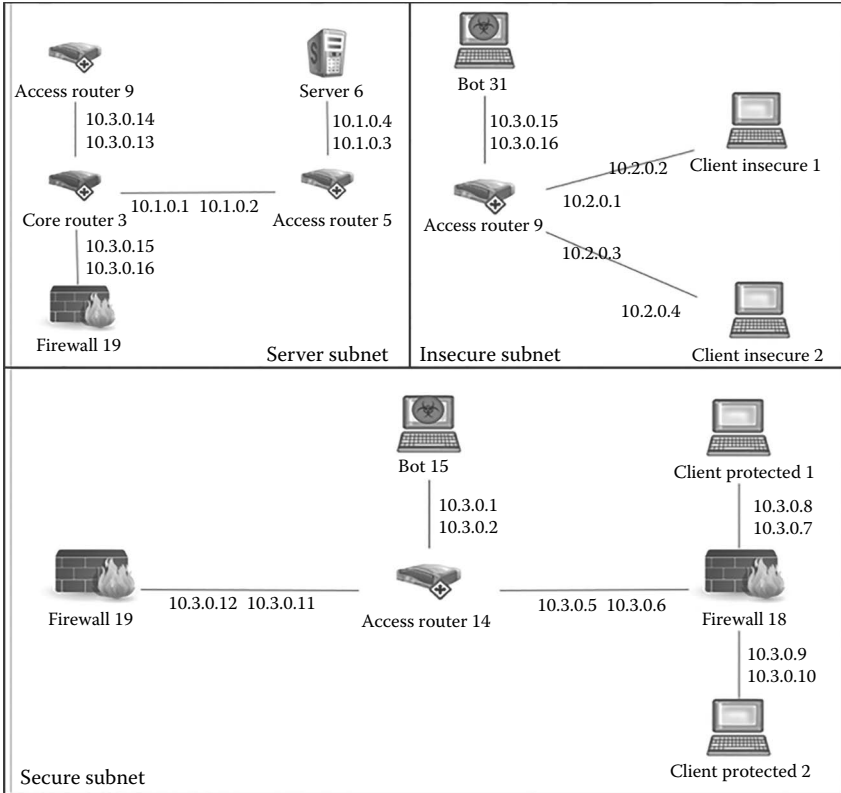 Access router 9
10.3.0.14
10.3.0.13
Server 6
10.1.0.4
10.1.0.3
Core router 3
10.1.0.1 10.1.0.2
Access router 5
10.3.0.15
10.3.0.16
Firewall 19
Server subnet
Bot 31
10.3.0.15
10.3.0.16
Client insecure 1
10.2.0.2
10.2.0.1
Access router 9
10.2.0.3
10.2.0.4
Client insecure 2
Insecure subnet
Bot 15
10.3.0.1
10.3.0.2
Client protected 1
10.3.0.8
10.3.0.7
Firewall 19
10.3.0.12 10.3.0.11
Access router 14
10.3.0.5 10.3.0.6
Firewall 18
10.3.0.9
10.3.0.10
Client protected 2
Secure subnet